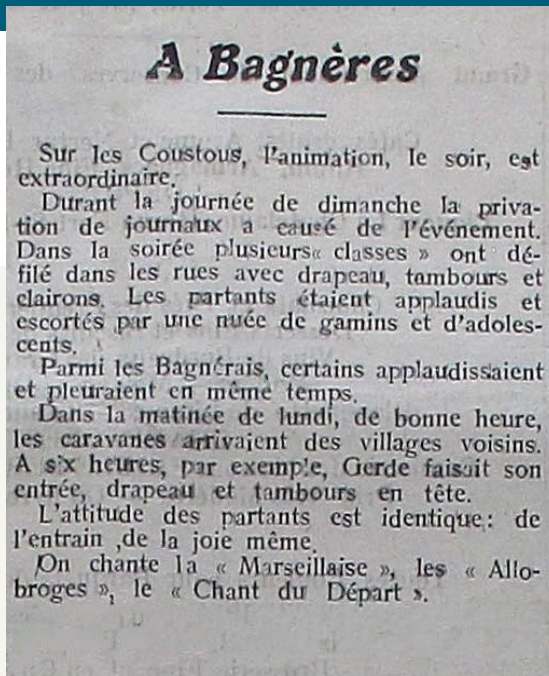 A Bagnères
Sur les Coustous, l'animation, le soir, est
extraordinaire.
Durant la journée de dimanche la priva-
tion de journaux a causé de l'événement.
Dans la soirée plusieurs« classes » ont dé-
filé dans les rues avec drapeau, tambours et
clairons. Les partants étaient applaudis et
escortés par une nuée de gamins et d'adoles-
cents.
Parmi les Bagnérais, certains applaudissaient
et pleuraient en même temps.
Dans la matinée de lundi, de bonne heure,
les caravanes arrivaient des villages voisins.
A six heures, par exemple, Gerde faisait son
entrée, drapeau et tambours en tête.
L'attitude des partants est identique: de
l'entrain ,de la joie même.
On chante la « Marseillaise », les « Allo-
broges », le « Chant du Départ ».